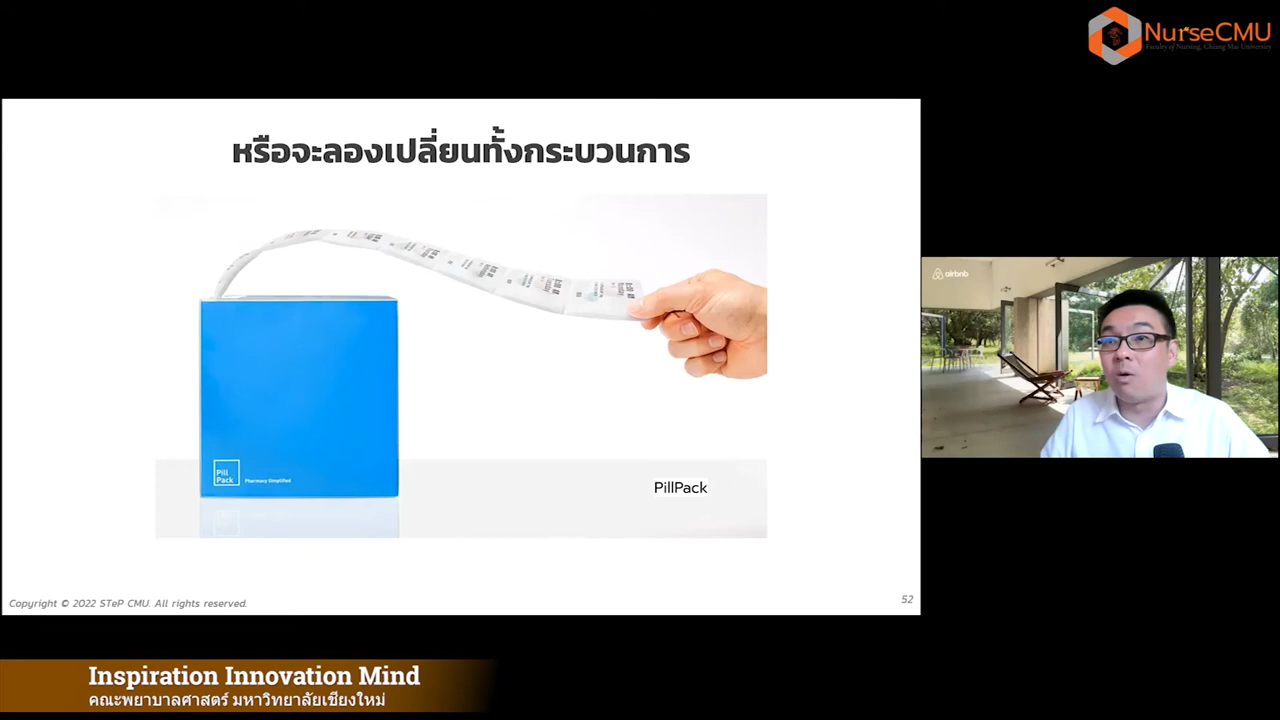 NurseCMU
Faculty of Nursing, Chiang Mai University
หรือจะลองเปลี่ยนทั้งกระบวนการ
airbnb
Pill
Pack
Pharmacy Simplified
PillPack
Copyright © 2022 STeP CMU. All rights reserved.
52
Inspiration Innovation Mind
คณะพยาบาลศาสตร์ มหาวิทยาลัยเชียงใหม่